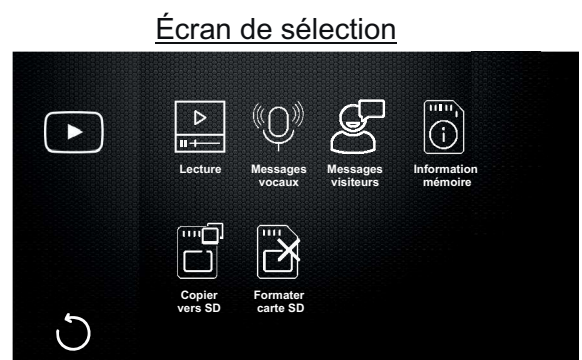 Écran de sélection
Lecture
Messages
vocaux
Messages
visiteurs
Information
mémoire
Copier
vers SD
Formater
carte SD